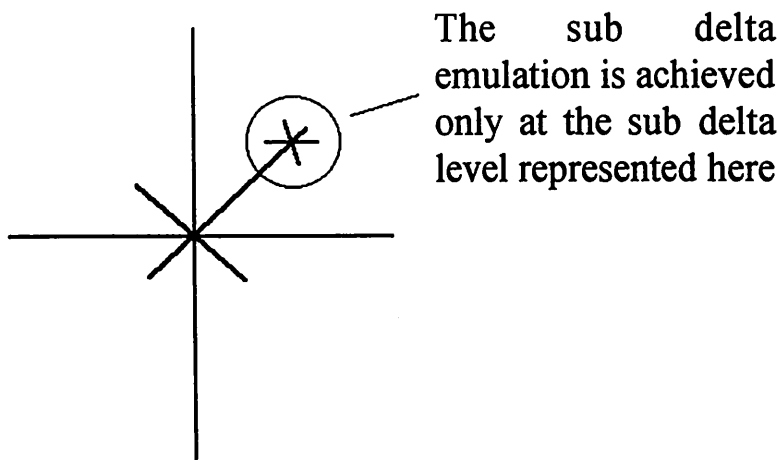 The sub delta
emulation is achieved
only at the sub delta
level represented here